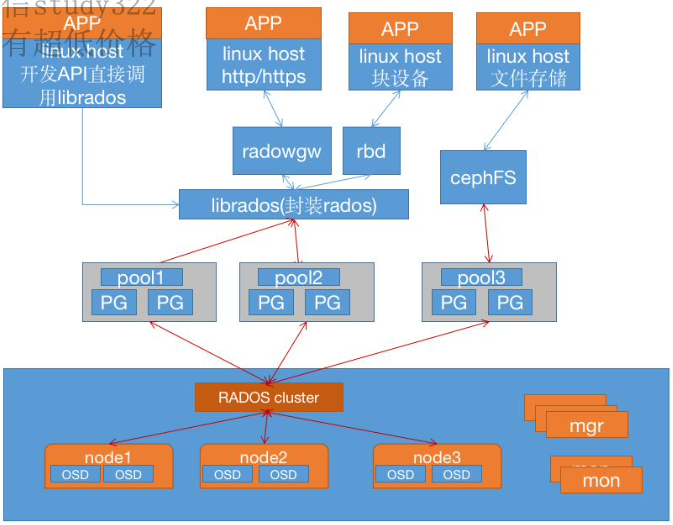 信study322
有超低价格
APP
linux host
开发API直接调
用librados
APP
linux host
http/https
APP
linux host
块设备
APP
linux host
文件存储
radowgw
rbd
cephFS
librados(封装rados)
pool1
PG
PG
pool2
PG
PG
pool3
PG
PG
RADOS cluster
node1
OSD
OSD
node2
OSD
OSD
node3
OSD
OSD
mgr
mon
mon